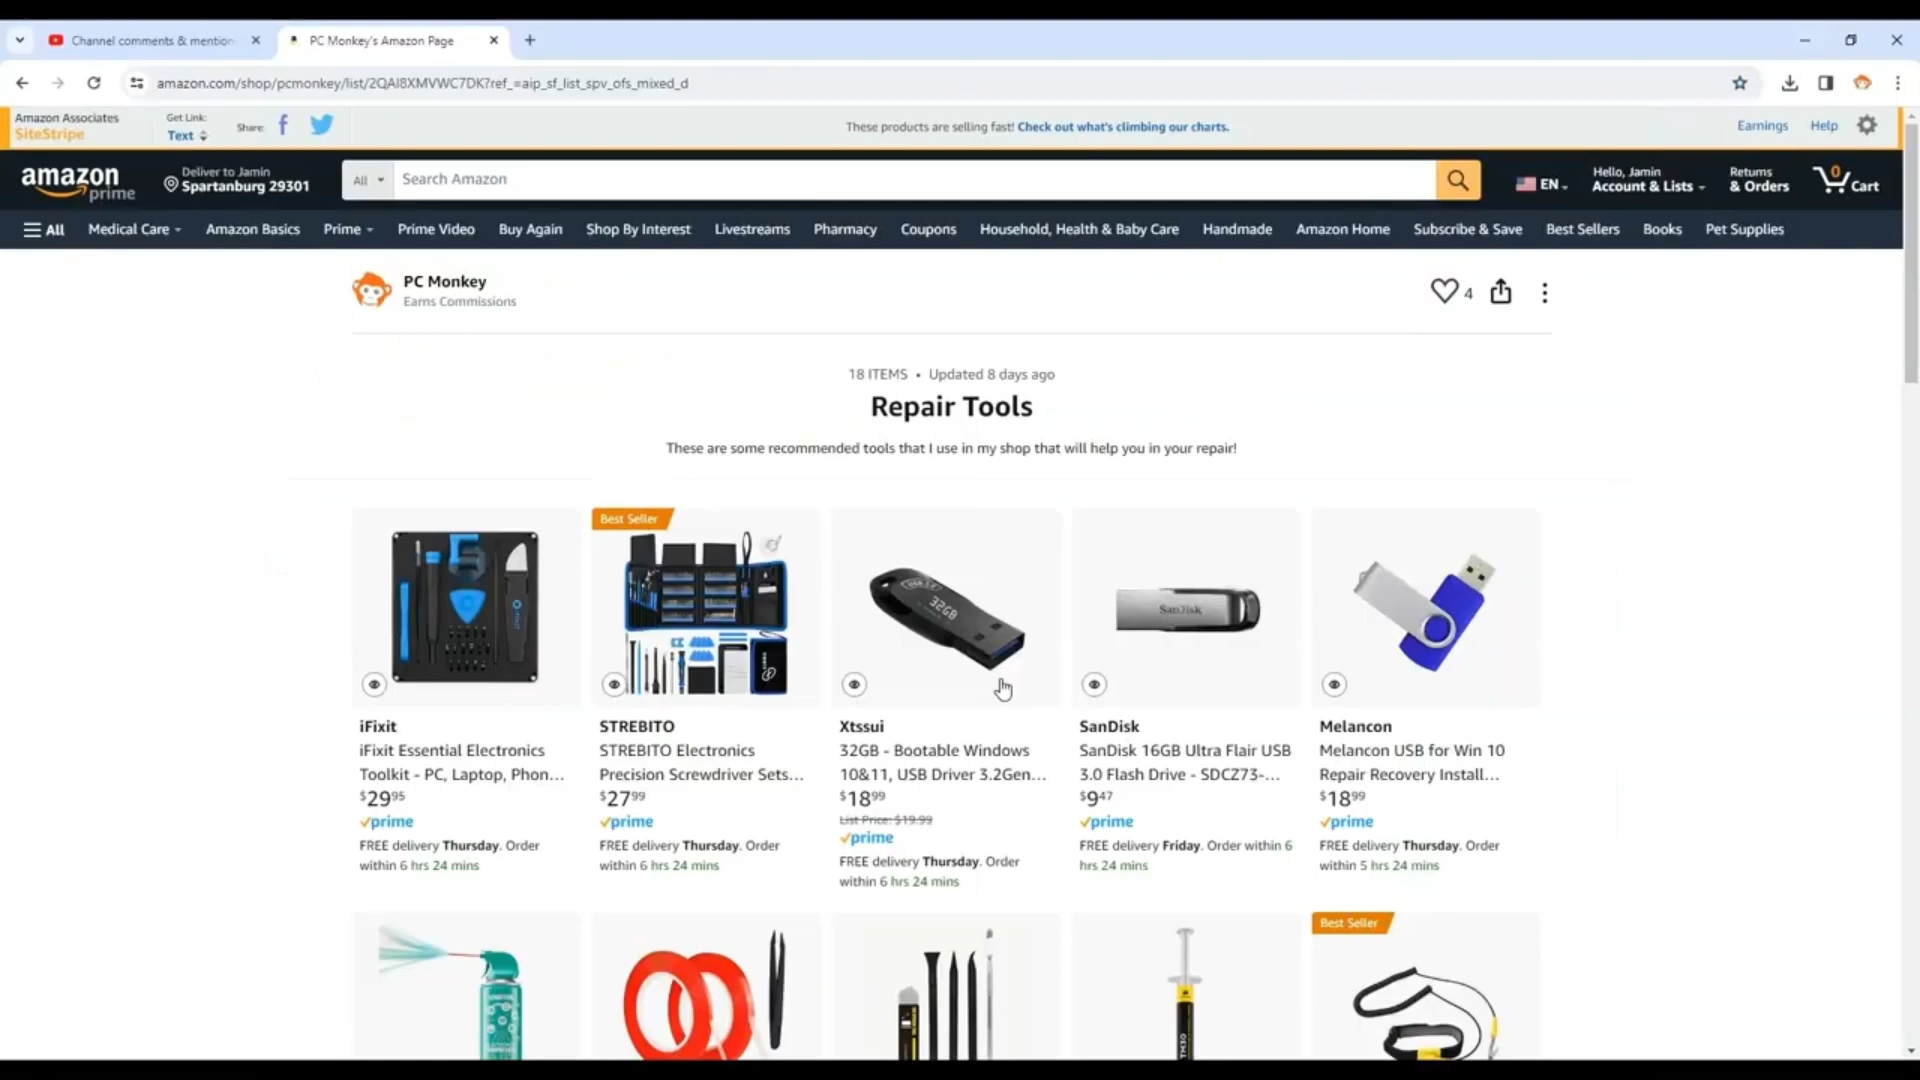 Channel comments & mention
PC Monkey's Amazon Page
amazon.com/shop/pcmonkey/list/2QAI8XMVWC7DK?ref_=aip_sf_list_spv_ofs_mixed_d
Amazon Associates
SiteStripe
Get Link:
Text
Share:
These products are selling fast! Check out what's climbing our charts.
Earnings
Help
amazon prime
Deliver to Jamin
Spartanburg 29301
All
Search Amazon
EN
Hello, Jamin
Account & Lists
Returns
& Orders
0
Cart
All
Medical Care
Amazon Basics
Prime
Prime Video
Buy Again
Shop By Interest
Livestreams
Pharmacy
Coupons
Household, Health & Baby Care
Handmade
Amazon Home
Subscribe & Save
Best Sellers
Books
Pet Supplies
PC Monkey
Earns Commissions
4
18 ITEMS • Updated 8 days ago
Repair Tools
These are some recommended tools that I use in my shop that will help you in your repair!
iFixit
iFixit Essential Electronics
Toolkit - PC, Laptop, Phon...
$29 95
prime
FREE delivery Thursday. Order
within 6 hrs 24 mins
Best Seller
STREBITO
STREBITO Electronics
Precision Screwdriver Sets...
$27 99
prime
FREE delivery Thursday. Order
within 6 hrs 24 mins
32GB
Xtssui
32GB - Bootable Windows
10&11, USB Driver 3.2Gen...
$18 99
List Price: $19.99
prime
FREE delivery Thursday. Order
within 6 hrs 24 mins
SanDisk
SanDisk
SanDisk 16GB Ultra Flair USB
3.0 Flash Drive - SDCZ73-...
$9 47
prime
FREE delivery Friday. Order within 6
hrs 24 mins
Melancon
Melancon USB for Win 10
Repair Recovery Install...
$18 99
prime
FREE delivery Thursday. Order
within 5 hrs 24 mins
Best Seller